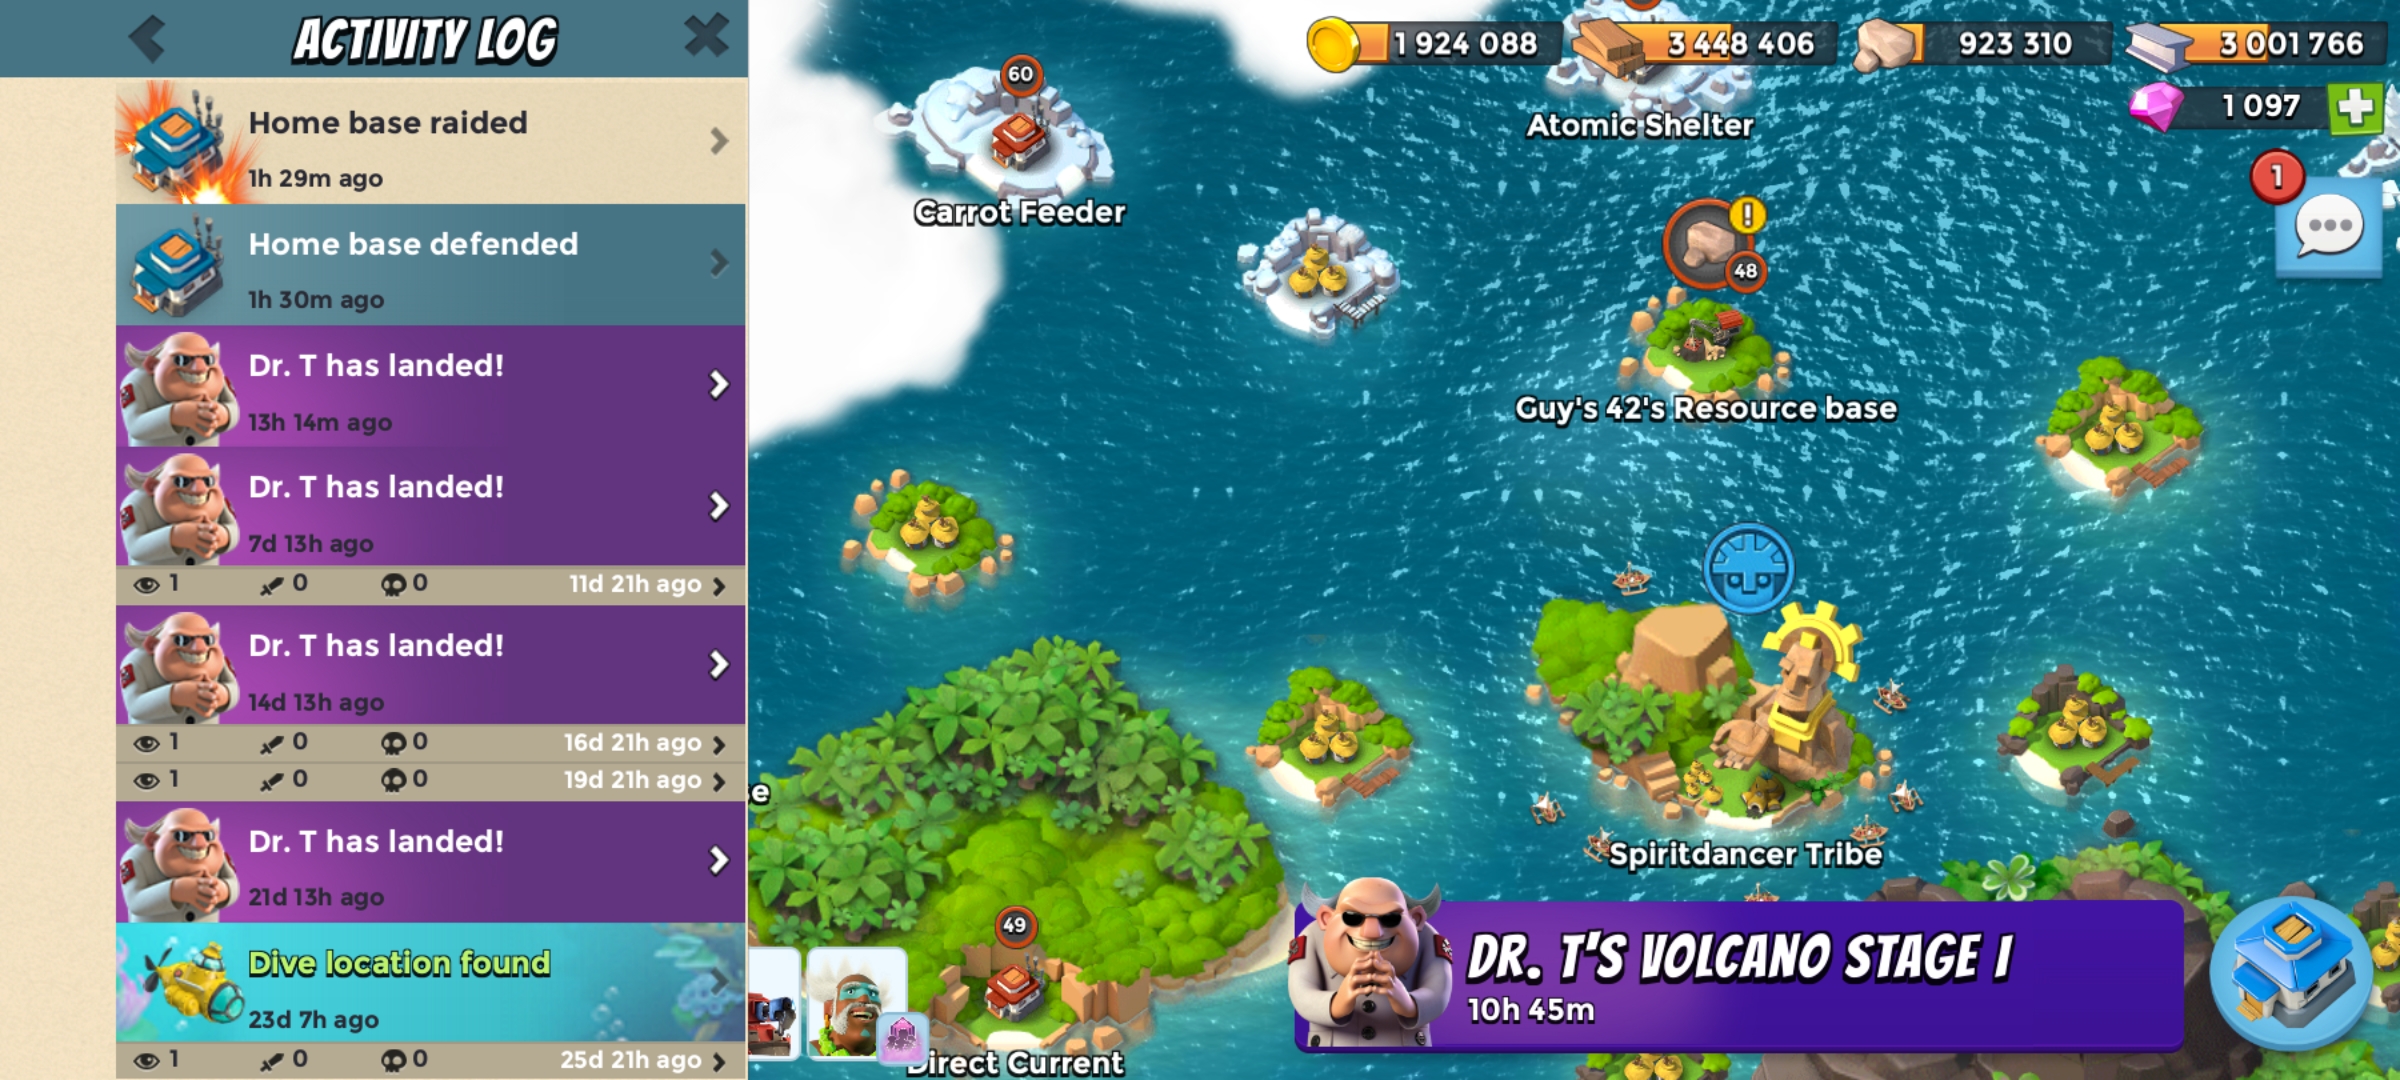 ACTIVITY LOG
Home base raided
1h 29m ago
Home base defended
1h 30m ago
Dr. T has landed!
13h 14m ago
Dr. T has landed!
7d 13h ago
1 0 0 11d 21h ago
Dr. T has landed!
14d 13h ago
1 0 0 16d 21h ago
1 0 0 19d 21h ago
Dr. T has landed!
21d 13h ago
Dive location found
23d 7h ago
1 0 0 25d 21h ago
1 924 088
3 448 406
923 310
3 001 766
1 097
60
Atomic Shelter
1
Carrot Feeder
!
48
Guy's 42's Resource base
e
Spiritdancer Tribe
49
DR. T'S VOLCANO STAGE I
10h 45m
Direct Current